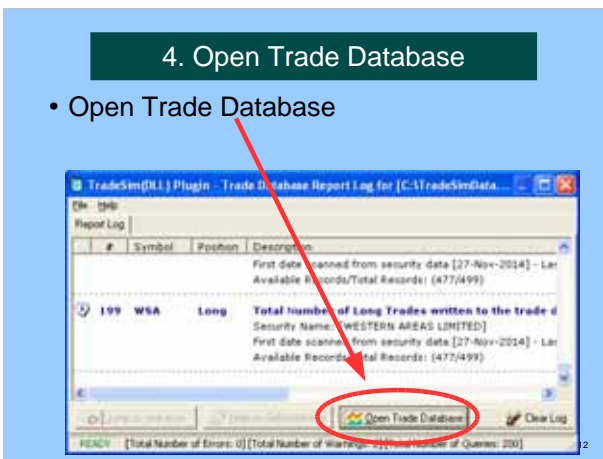 4. Open Trade Database
• Open Trade Database
TradeSim(DLL) Plugin - Trade Database Report Log for [C:\TradeSimData...
File Help
Report Log
# Symbol Position Description
First date scanned from security data [27-Nov-2014] - Las
Available Records/Total Records: (477/499)
199 WSA Long Total Number of Long Trades written to the trade d
Security Name: [WESTERN AREAS LIMITED]
First date scanned from security data [27-Nov-2014] - Las
Available Records/Total Records: (477/499)
Open Trade Database Clear Log
READY [Total Number of Errors: 0] [Total Number of Warnings: [Total Number of Queries: 200]
12